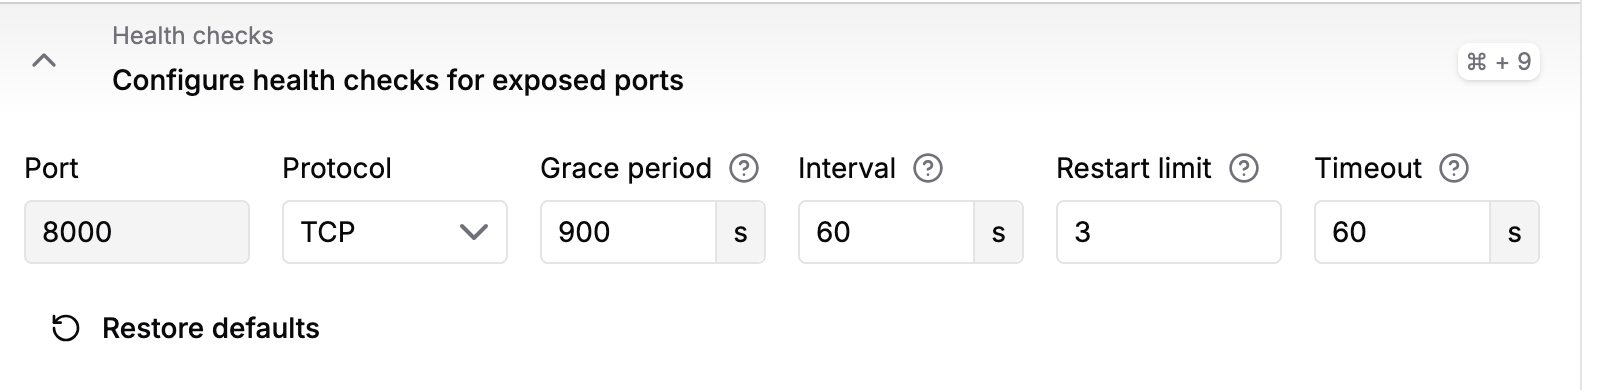 Health checks
Configure health checks for exposed ports
⌘ + 9
Port Protocol Grace period Interval Restart limit Timeout
8000 TCP 900 s 60 s 3 60 s
Restore defaults